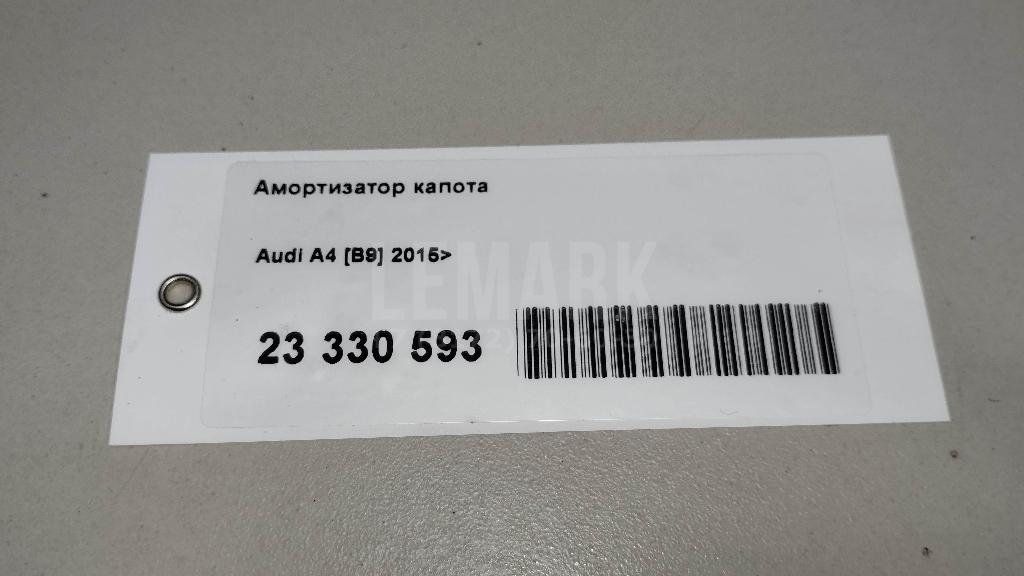 Амортизатор капота
Audi A4 [B9] 2015>
LEMARK
23 330 593